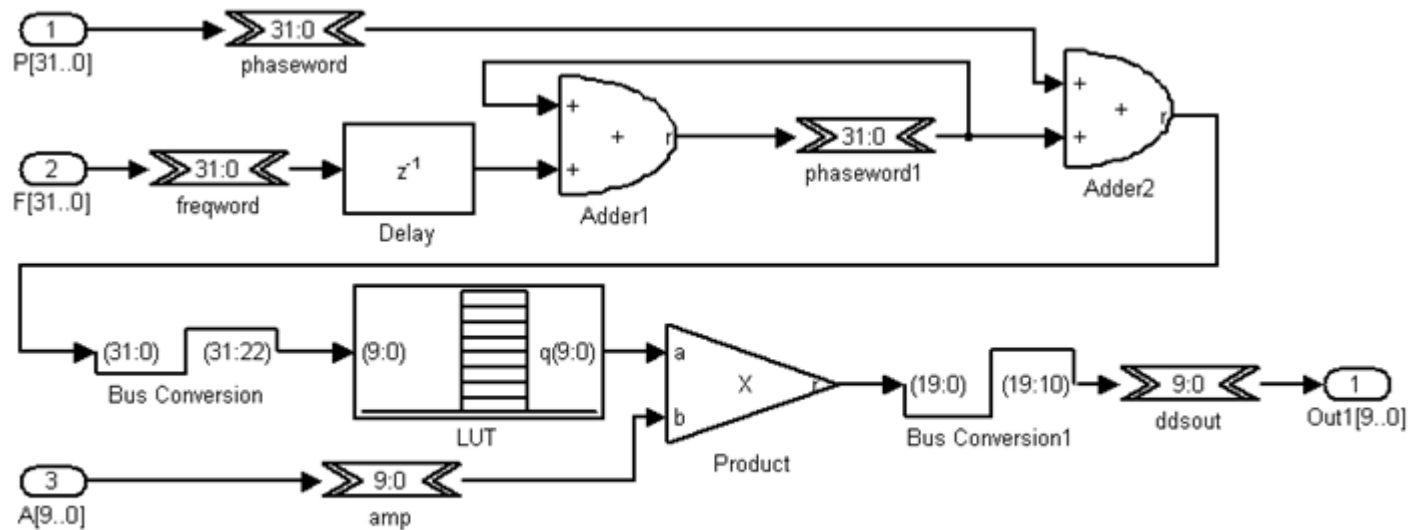 1
31:0
P[31..0]
phaseword
+
+
+
r
Adder2
+
+
+
r
Adder1
31:0
phaseword1
2
31:0
z-1
F[31..0]
freqword
Delay
(31:0)
(31:22)
Bus Conversion
(9:0)
q(9:0)
LUT
a
X
r
b
Product
(19:0)
(19:10)
Bus Conversion1
9:0
ddsout
1
Out1[9..0]
3
9:0
A[9..0]
amp